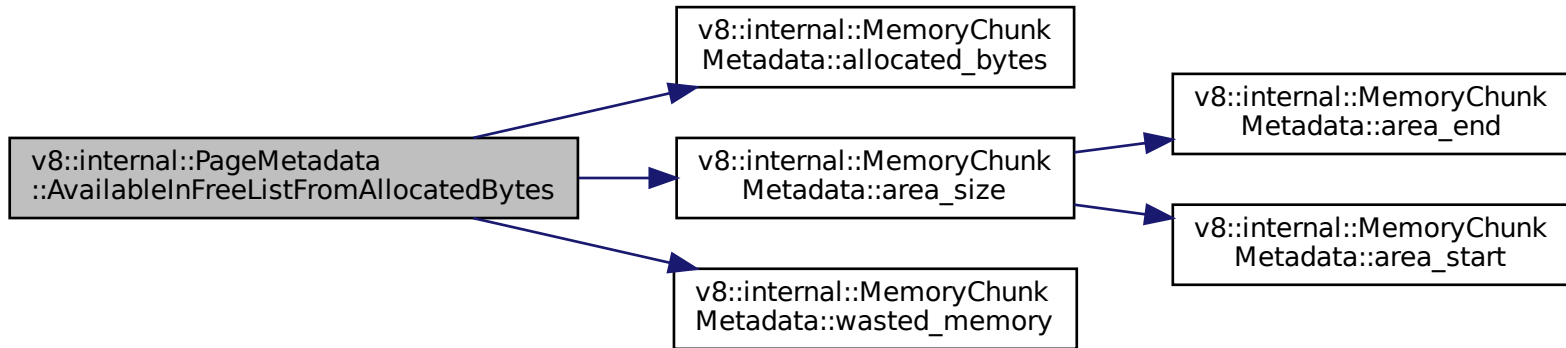 v8::internal::PageMetadata
::AvailableInFreeListFromAllocatedBytes
v8::internal::MemoryChunk
Metadata::allocated_bytes
v8::internal::MemoryChunk
Metadata::area_size
v8::internal::MemoryChunk
Metadata::wasted_memory
v8::internal::MemoryChunk
Metadata::area_end
v8::internal::MemoryChunk
Metadata::area_start